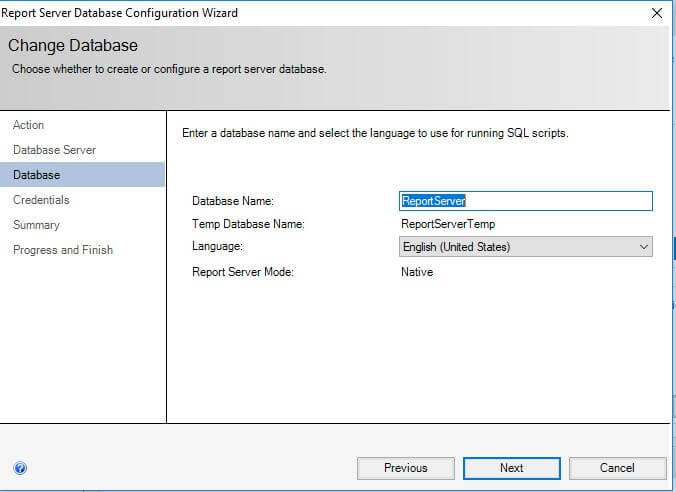 Report Server Database Configuration Wizard
Change Database
Choose whether to create or configure a report server database.
Action
Database Server
Database
Credentials
Summary
Progress and Finish
Enter a database name and select the language to use for running SQL scripts.
Database Name: ReportServer
Temp Database Name: ReportServerTemp
Language: English (United States)
Report Server Mode: Native
Previous Next Cancel